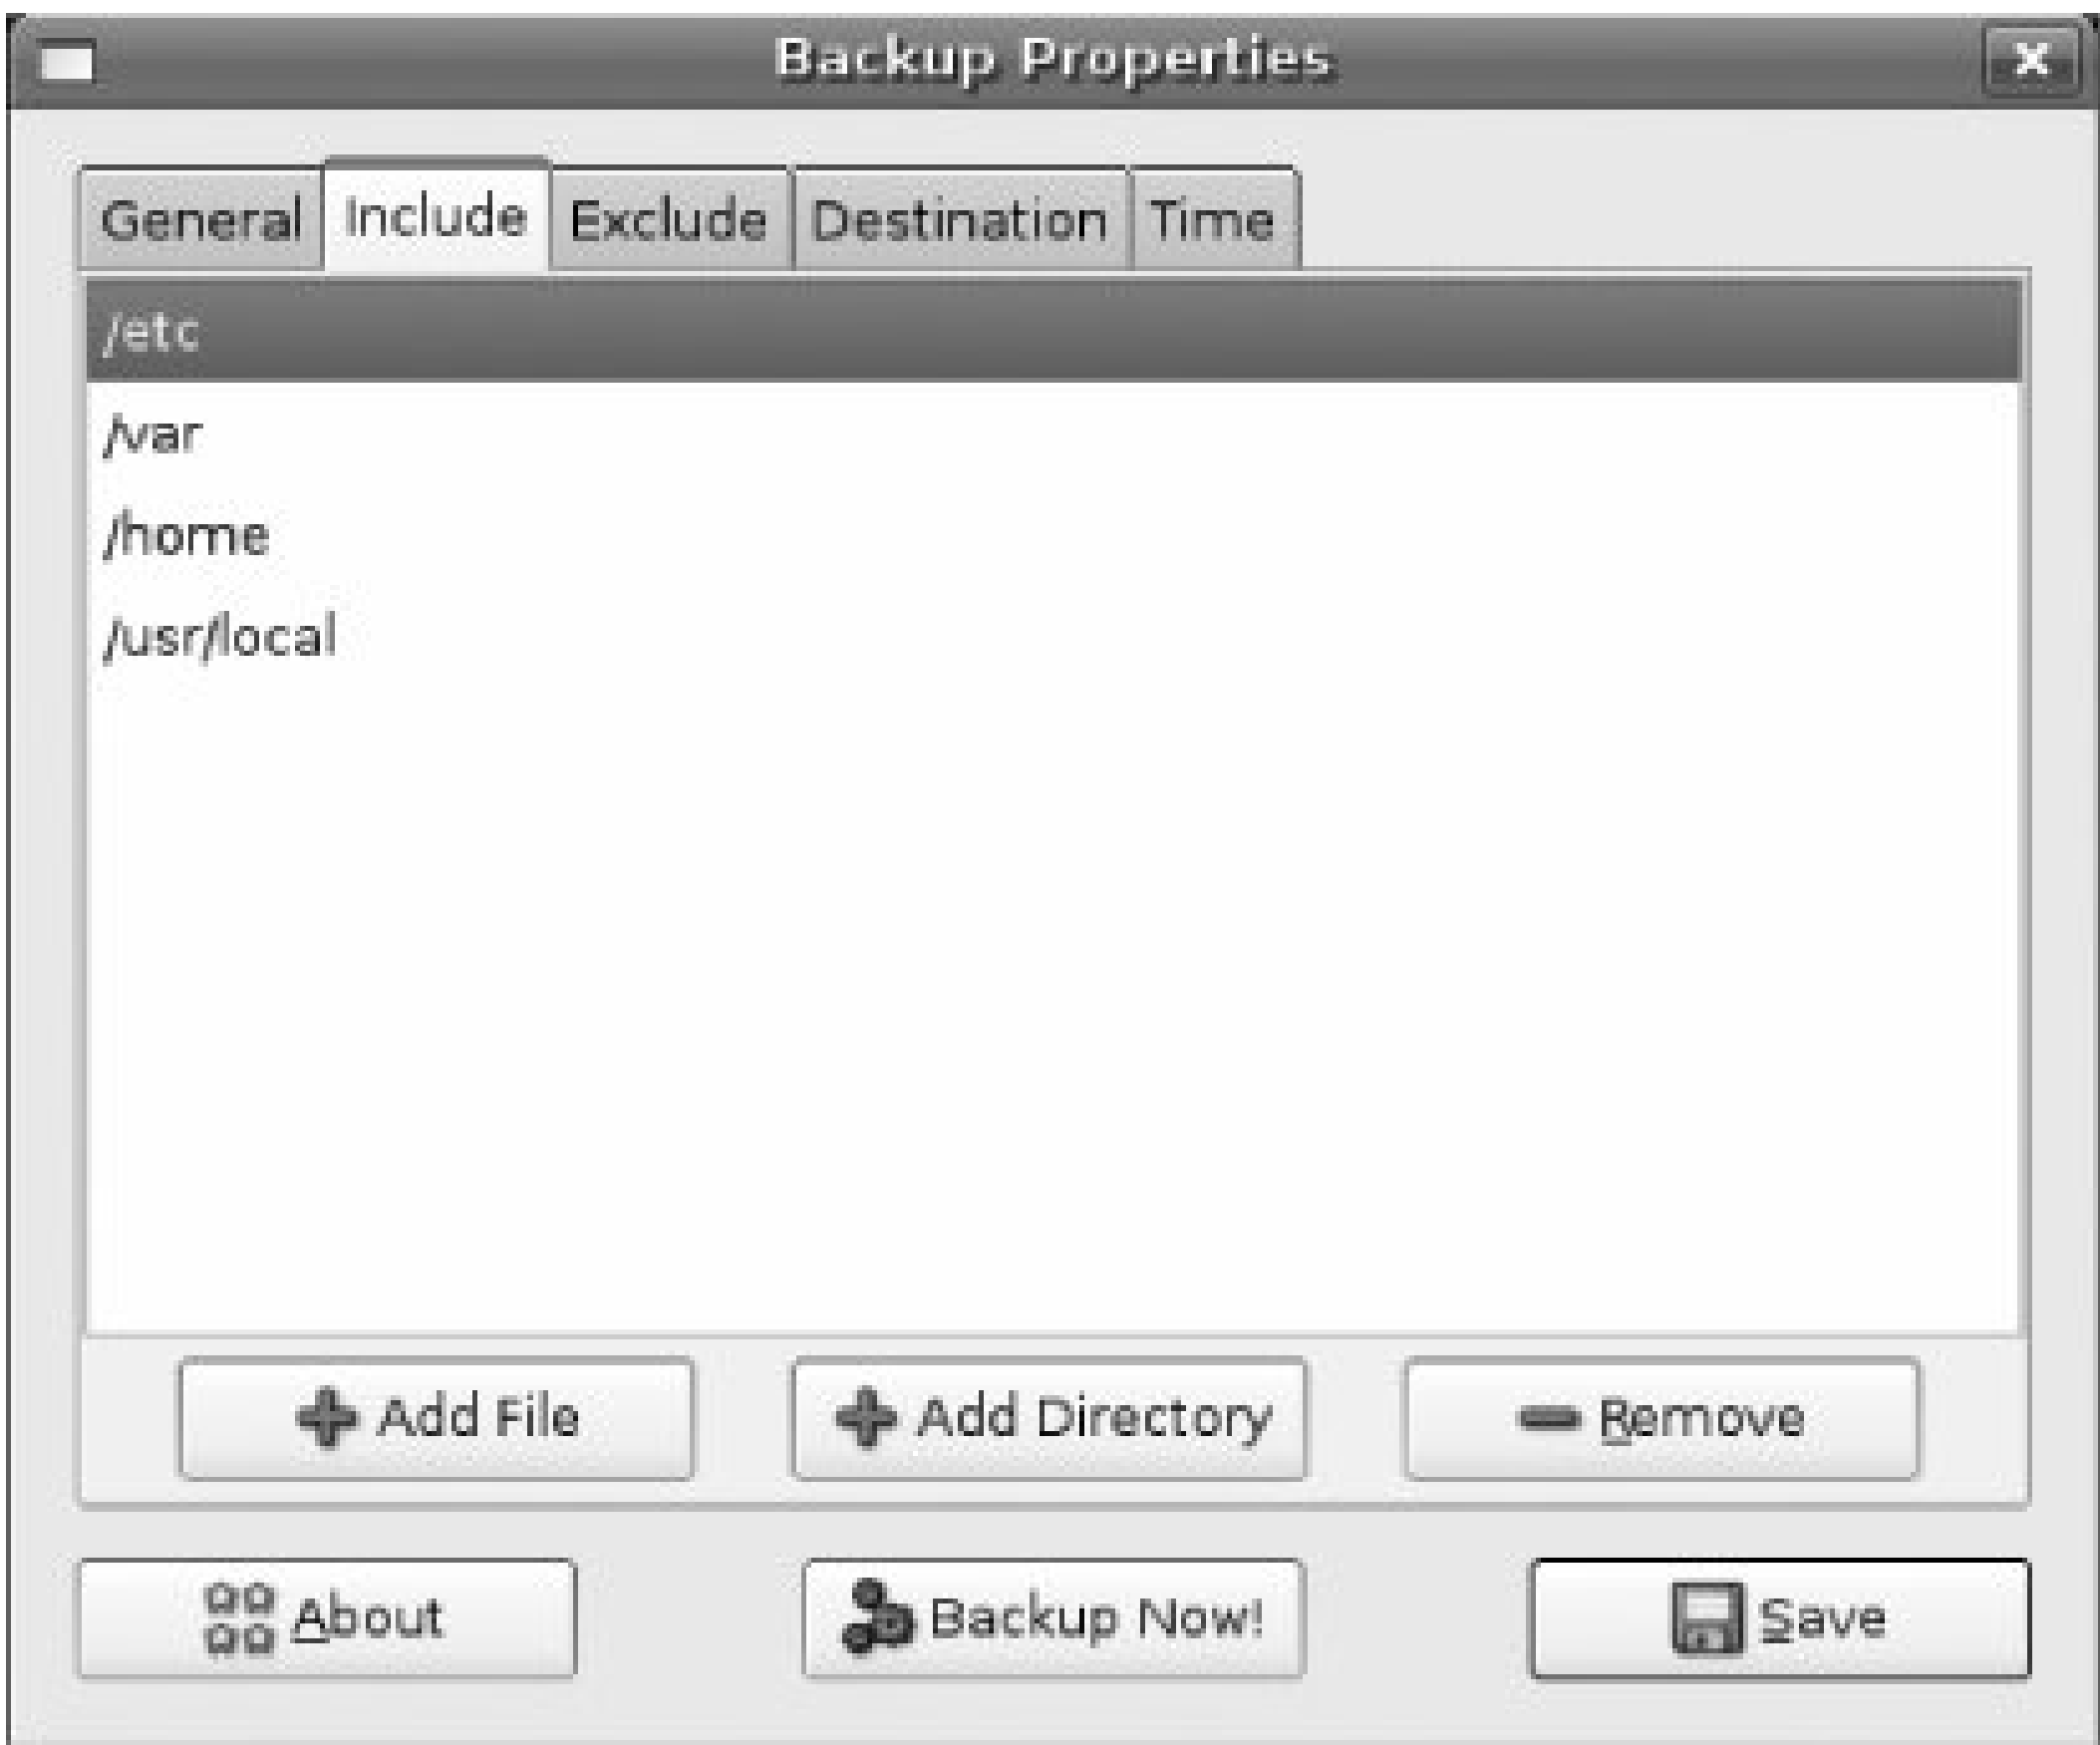 Backup Properties
General Include Exclude Destination Time
/etc
/var
/home
/usr/local
Add File Add Directory Remove
About Backup Now! Save